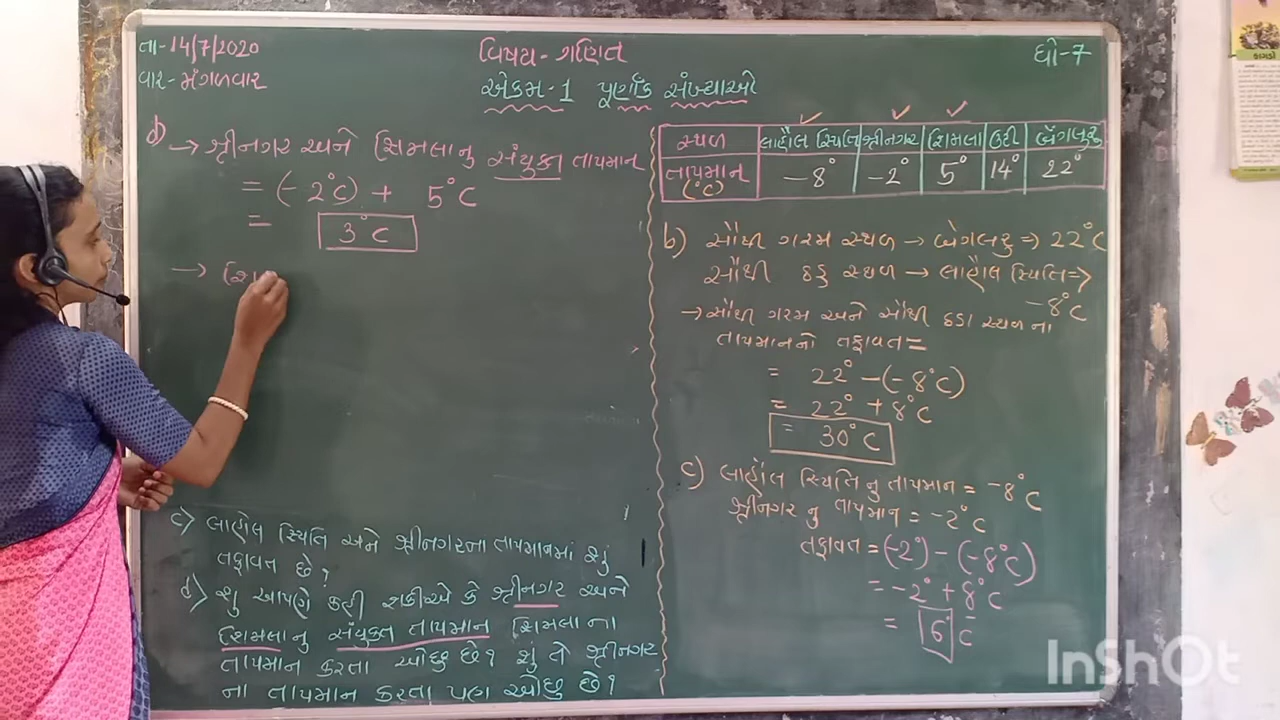 તા-14/7/2020
વાર-મંગળવાર
વિષય-ગણિત
એકમ-1 પૂર્ણાંક સંખ્યાઓ
ધો-7
d) → શ્રીનગર અને શિમલાનુ સંયુક્ત તાપમાન
= (-2°C) + 5°C
= 3°C
→ શિ
c) લાહોલ સ્થિતિ અને શ્રીનગરના તાપમાનમાં શું
તફાવત છે?
d) શુ આપણે કહી શકીએ કે શ્રીનગર અને
શિમલાનુ સંયુક્ત તાપમાન શિમલા ના
તાપમાન કરતા ઓછુ છે? શું તે શ્રીનગર
ના તાપમાન કરતા પણ ઓછુ છે?
સ્થળ લાહૌલ સ્થિતિ શ્રીનગર શિમલા ઉટી બેંગલુરુ
તાપમાન (°C) -8° -2° 5° 14° 22°
b) સૌથી ગરમ સ્થળ → બેંગલુરુ ⇒ 22°C
સૌથી ઠંડુ સ્થળ → લાહૌલ સ્થિતિ ⇒
-8°C
→ સૌથી ગરમ અને સૌથી ઠંડા સ્થળ ના
તાપમાનનો તફાવત =
= 22° -(-8°C)
= 22° + 8°C
= 30°C
c) લાહૌલ સ્થિતિ નુ તાપમાન = -8°C
શ્રીનગર નુ તાપમાન = -2°C
તફાવત = (-2°) - (-8°C)
= -2° + 8°C
= 6°C
InShOt